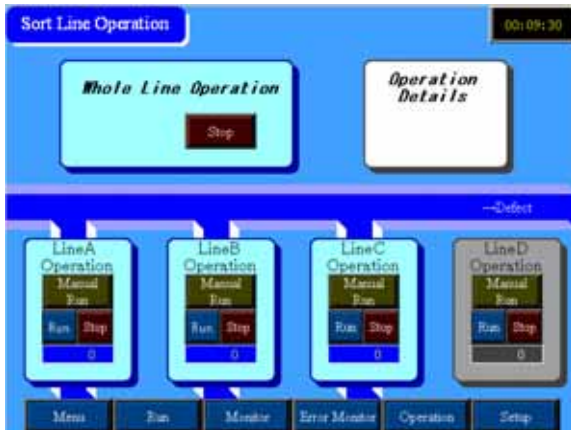 Sort Line Operation
00:09:30
Whole Line Operation
Stop
Operation
Details
Defect
LineA
Operation
Manual
Run
Run Stop
0
LineB
Operation
Manual
Run
Run Stop
0
LineC
Operation
Manual
Run
Run Stop
0
LineD
Operation
Manual
Run
Run Stop
0
Menu
Run
Monitor
Error Monitor
Operation
Setup